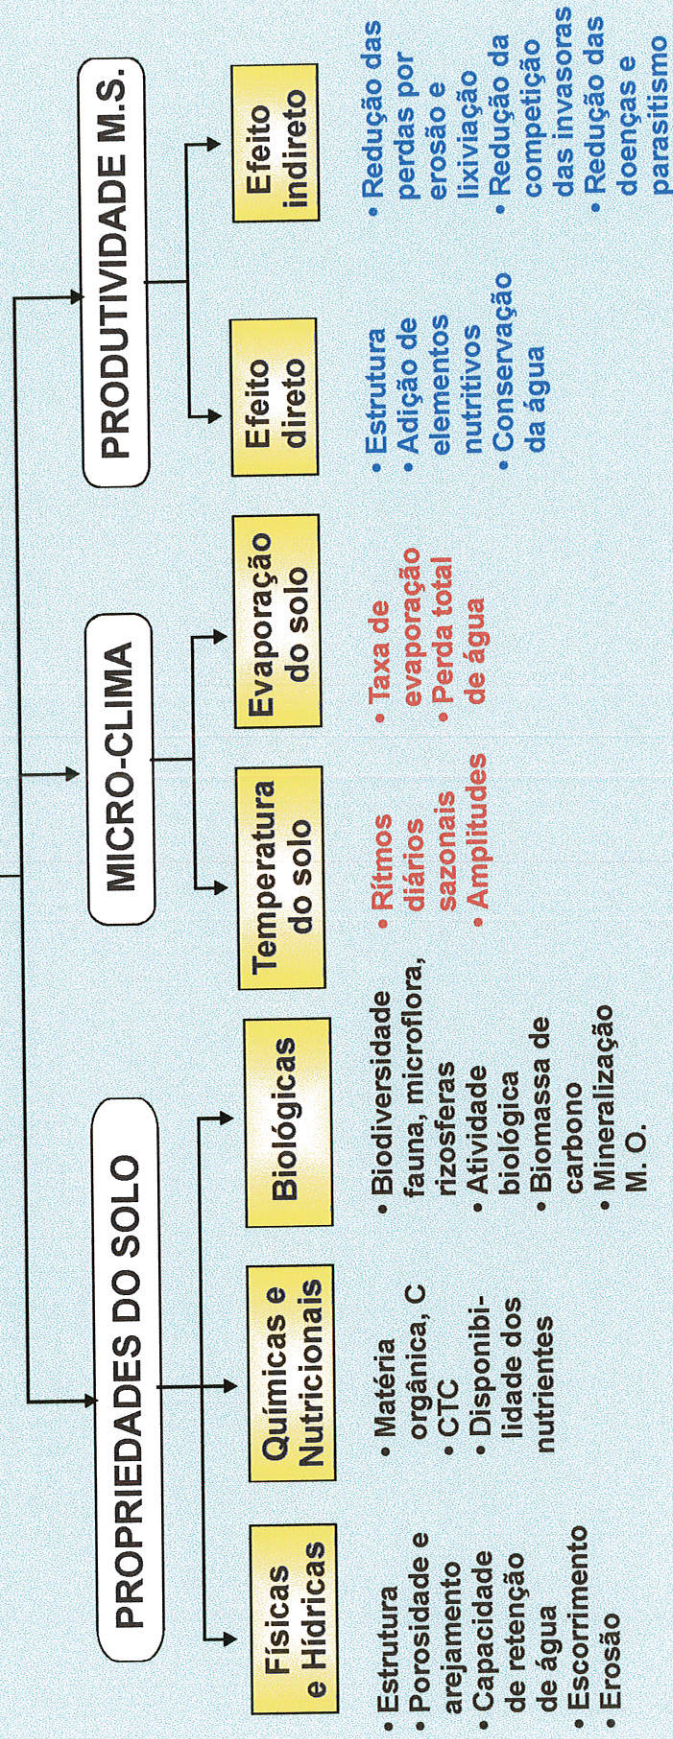 PROPRIEDADES DO SOLO
MICRO-CLIMA
PRODUTIVIDADE M.S.
Físicas
e Hídricas
Químicas e
Nutricionais
Biológicas
Temperatura
do solo
Evaporação
do solo
Efeito
direto
Efeito
indireto
• Estrutura
• Porosidade e
arejamento
• Capacidade
de retenção
de água
• Escorrimento
• Erosão
• Matéria
orgânica, C
• CTC
• Disponibi-
lidade dos
nutrientes
• Biodiversidade
fauna, microflora,
rizosferas
• Atividade
biológica
• Biomassa de
carbono
• Mineralização
M. O.
• Rítmos
diários
sazonais
• Amplitudes
• Taxa de
evaporação
• Perda total
de água
• Estrutura
• Adição de
elementos
nutritivos
• Conservação
da água
• Redução das
perdas por
erosão e
lixiviação
• Redução da
competição
das invasoras
• Redução das
doenças e
parasitismo